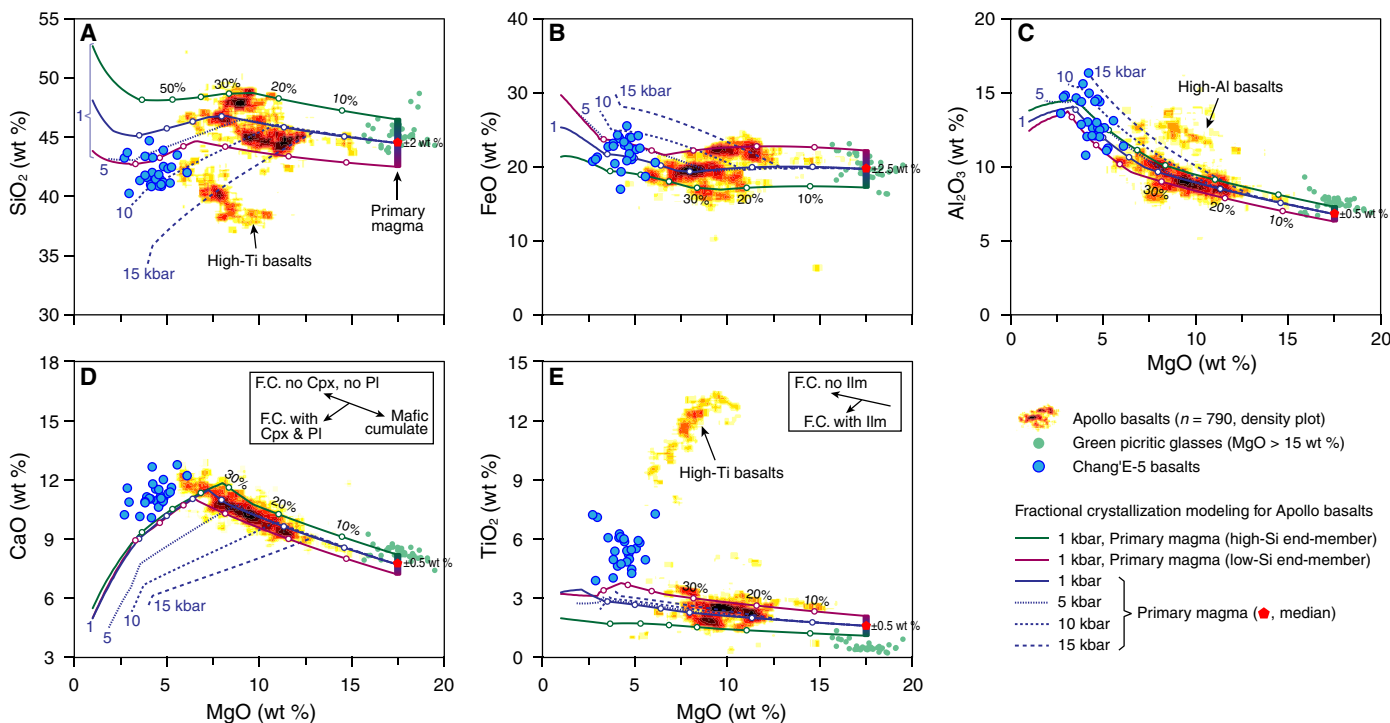 A
SiO2 (wt %)
55
50
45
40
35
30
1
5
10
15 kbar
50%
30%
20%
10%
±2 wt %
Primary
magma
High-Ti basalts
B
FeO (wt %)
40
30
20
10
0
1
5
10
15 kbar
30%
20%
10%
±2.5 wt %
C
Al2O3 (wt %)
20
15
10
5
0
1
5
10
15 kbar
High-Al basalts
30%
20%
10%
±0.5 wt %
0
5
10
15
20
MgO (wt %)
D
CaO (wt %)
18
15
12
9
6
3
F.C. no Cpx, no Pl
F.C. with
Cpx & Pl
Mafic
cumulate
30%
20%
10%
±0.5 wt %
1
5
10
15 kbar
0
5
10
15
20
MgO (wt %)
E
TiO2 (wt %)
15
12
9
6
3
0
F.C. no Ilm
F.C. with Ilm
High-Ti basalts
30%
20%
10%
±0.5 wt %
0
5
10
15
20
MgO (wt %)
Apollo basalts (n = 790, density plot)
Green picritic glasses (MgO > 15 wt %)
Chang'E-5 basalts
Fractional crystallization modeling for Apollo basalts
1 kbar, Primary magma (high-Si end-member)
1 kbar, Primary magma (low-Si end-member)
1 kbar
5 kbar
10 kbar
15 kbar
Primary magma (, median)